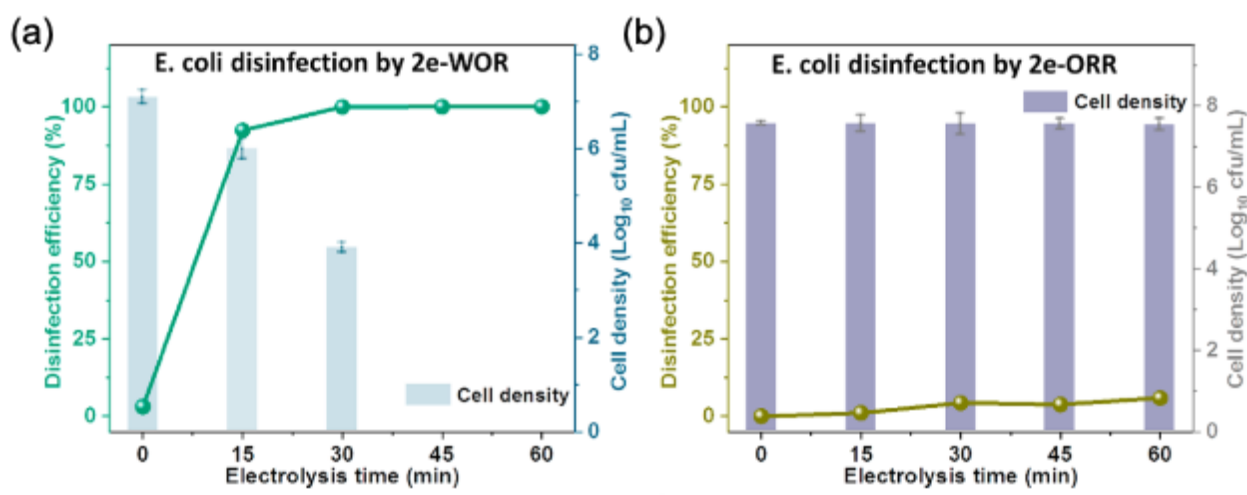 (a)
E. coli disinfection by 2e-WOR
Disinfection efficiency (%)
100
75
50
25
0
Cell density (Log10 cfu/mL)
8
6
4
2
0
Cell density
0 15 30 45 60
Electrolysis time (min)
(b)
E. coli disinfection by 2e-ORR
Cell density
Disinfection efficiency (%)
100
75
50
25
0
Cell density (Log10 cfu/mL)
8
6
4
2
0
0 15 30 45 60
Electrolysis time (min)